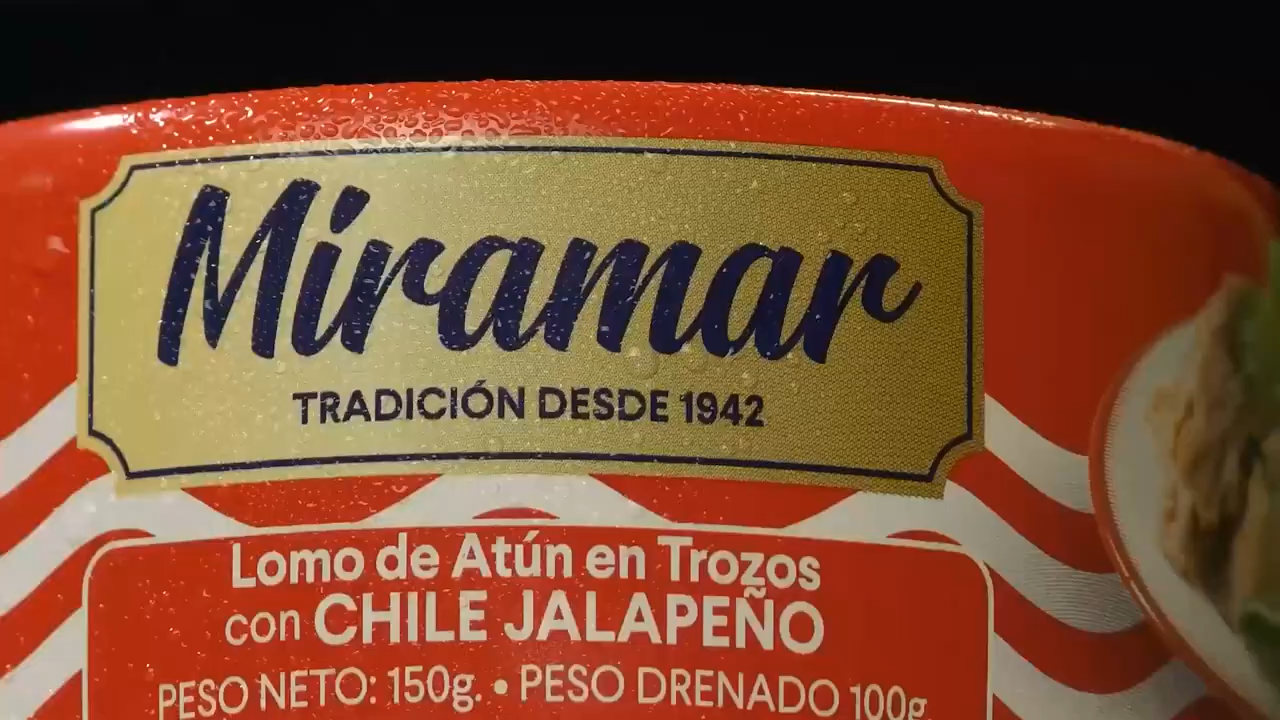 Miramar
TRADICIÓN DESDE 1942
Lomo de Atún en Trozos
con CHILE JALAPEÑO
PESO NETO: 150g. • PESO DRENADO 100g